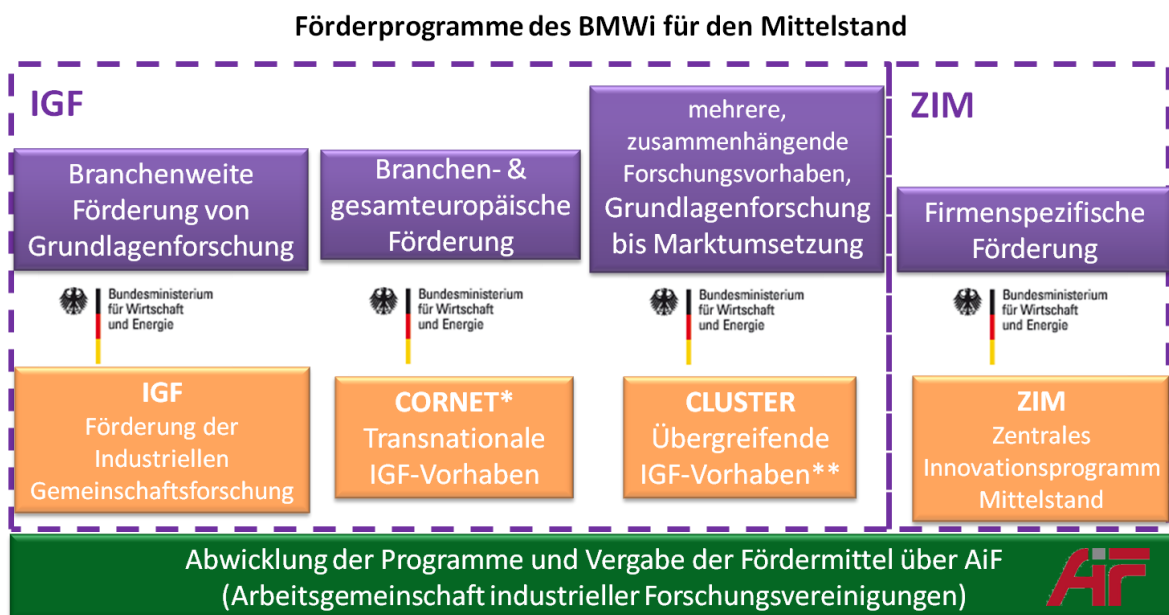 Förderprogramme des BMWi für den Mittelstand
IGF
Branchenweite
Förderung von
Grundlagenforschung
Bundesministerium
für Wirtschaft
und Energie
IGF
Förderung der
Industriellen
Gemeinschaftsforschung
Branchen- &
gesamteuropäische
Förderung
Bundesministerium
für Wirtschaft
und Energie
CORNET*
Transnationale
IGF-Vorhaben
mehrere,
zusammenhängende
Forschungsvorhaben,
Grundlagenforschung
bis Marktumsetzung
Bundesministerium
für Wirtschaft
und Energie
CLUSTER
Übergreifende
IGF-Vorhaben**
ZIM
Firmenspezifische
Förderung
Bundesministerium
für Wirtschaft
und Energie
ZIM
Zentrales
Innovationsprogramm
Mittelstand
Abwicklung der Programme und Vergabe der Fördermittel über AiF
(Arbeitsgemeinschaft industrieller Forschungsvereinigungen)
AiF